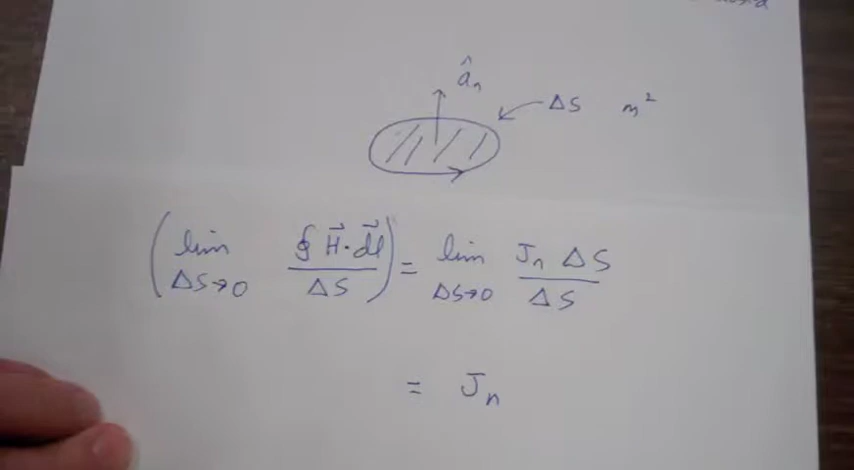 â_n
ΔS m²
( lim_{ΔS→0} ∮ H⃗ · dl⃗ / ΔS ) = lim_{ΔS→0} J_n ΔS / ΔS
= J_n